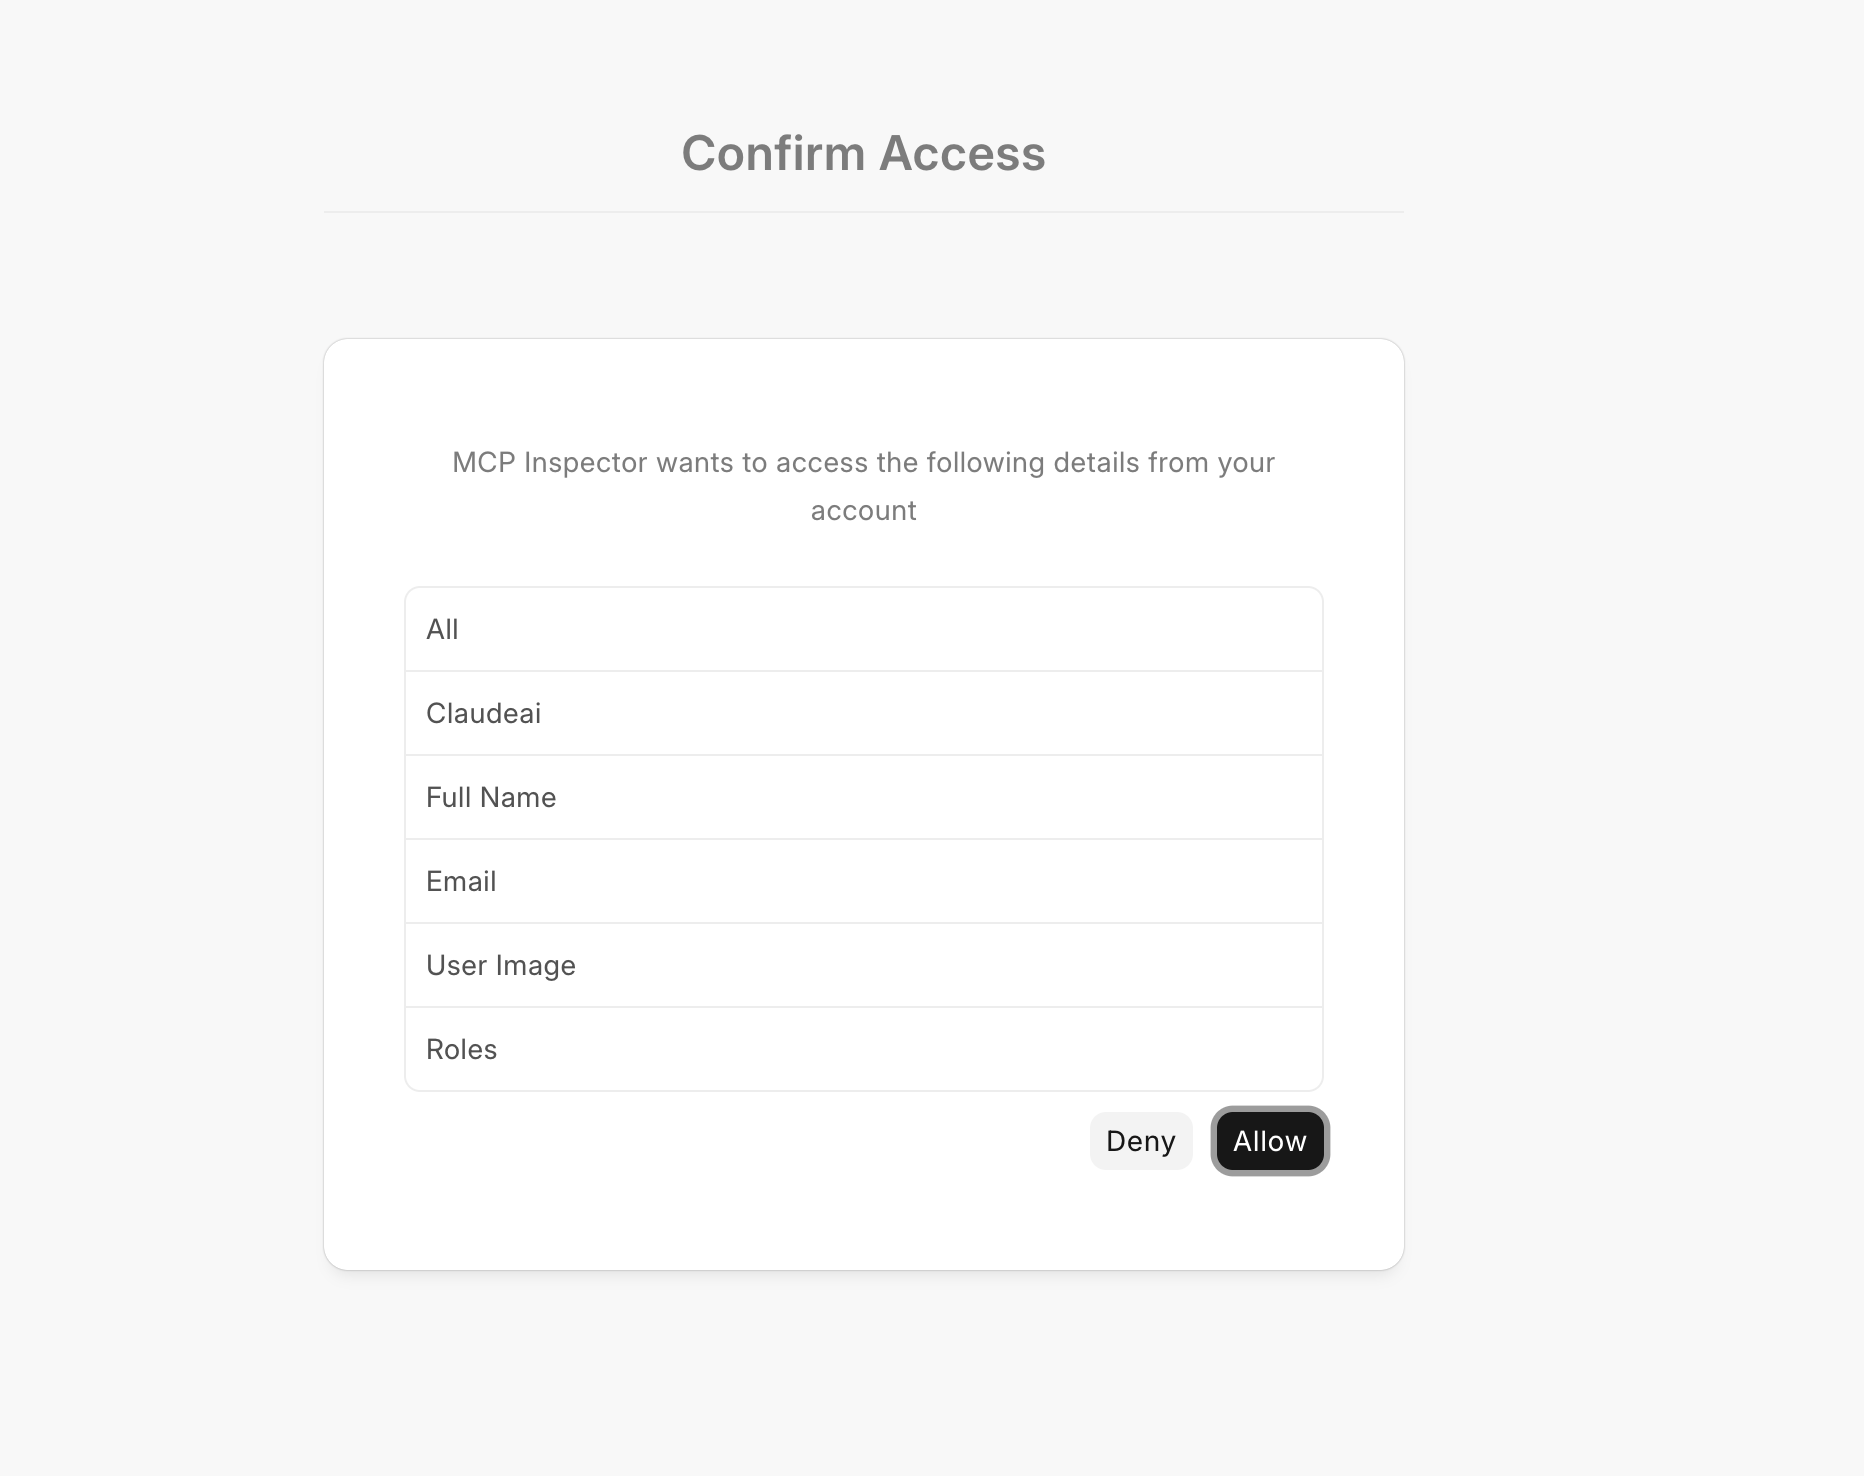 Confirm Access
MCP Inspector wants to access the following details from your
account
All
Claudeai
Full Name
Email
User Image
Roles
Deny
Allow